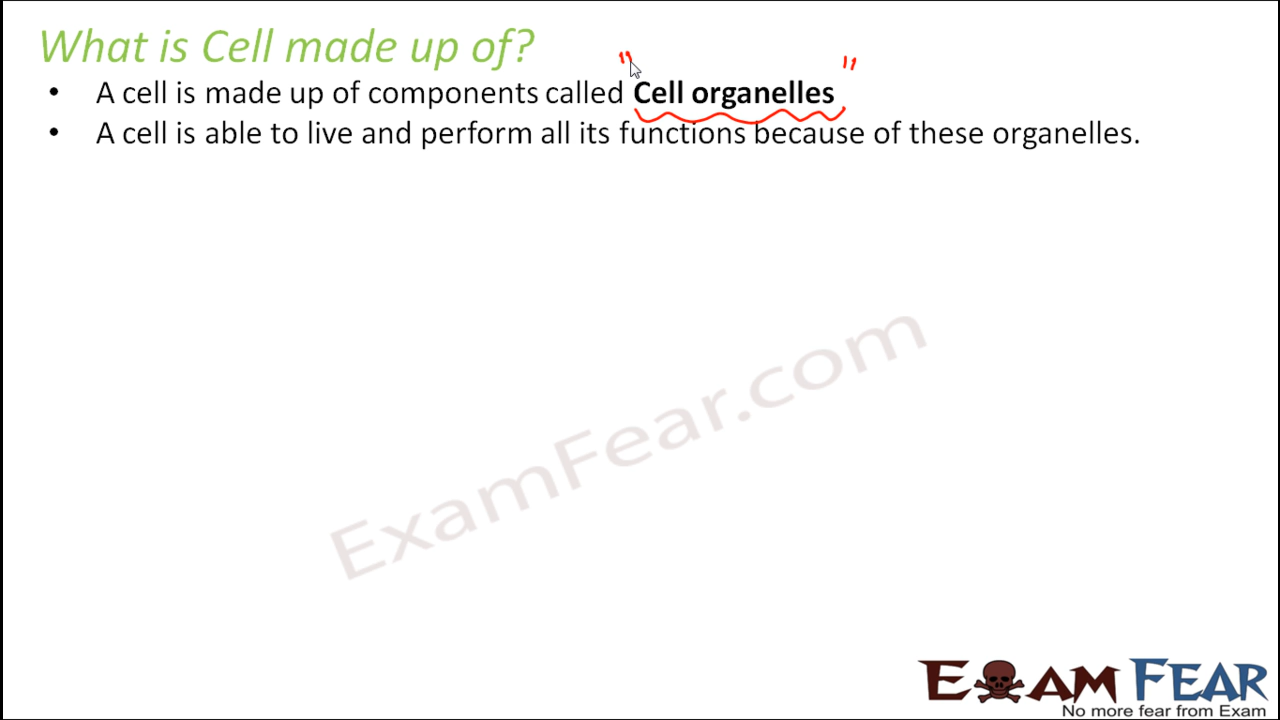 What is Cell made up of?
• A cell is made up of components called "Cell organelles"
• A cell is able to live and perform all its functions because of these organelles.
ExamFear.com
EXAM FEAR
No more fear from Exam